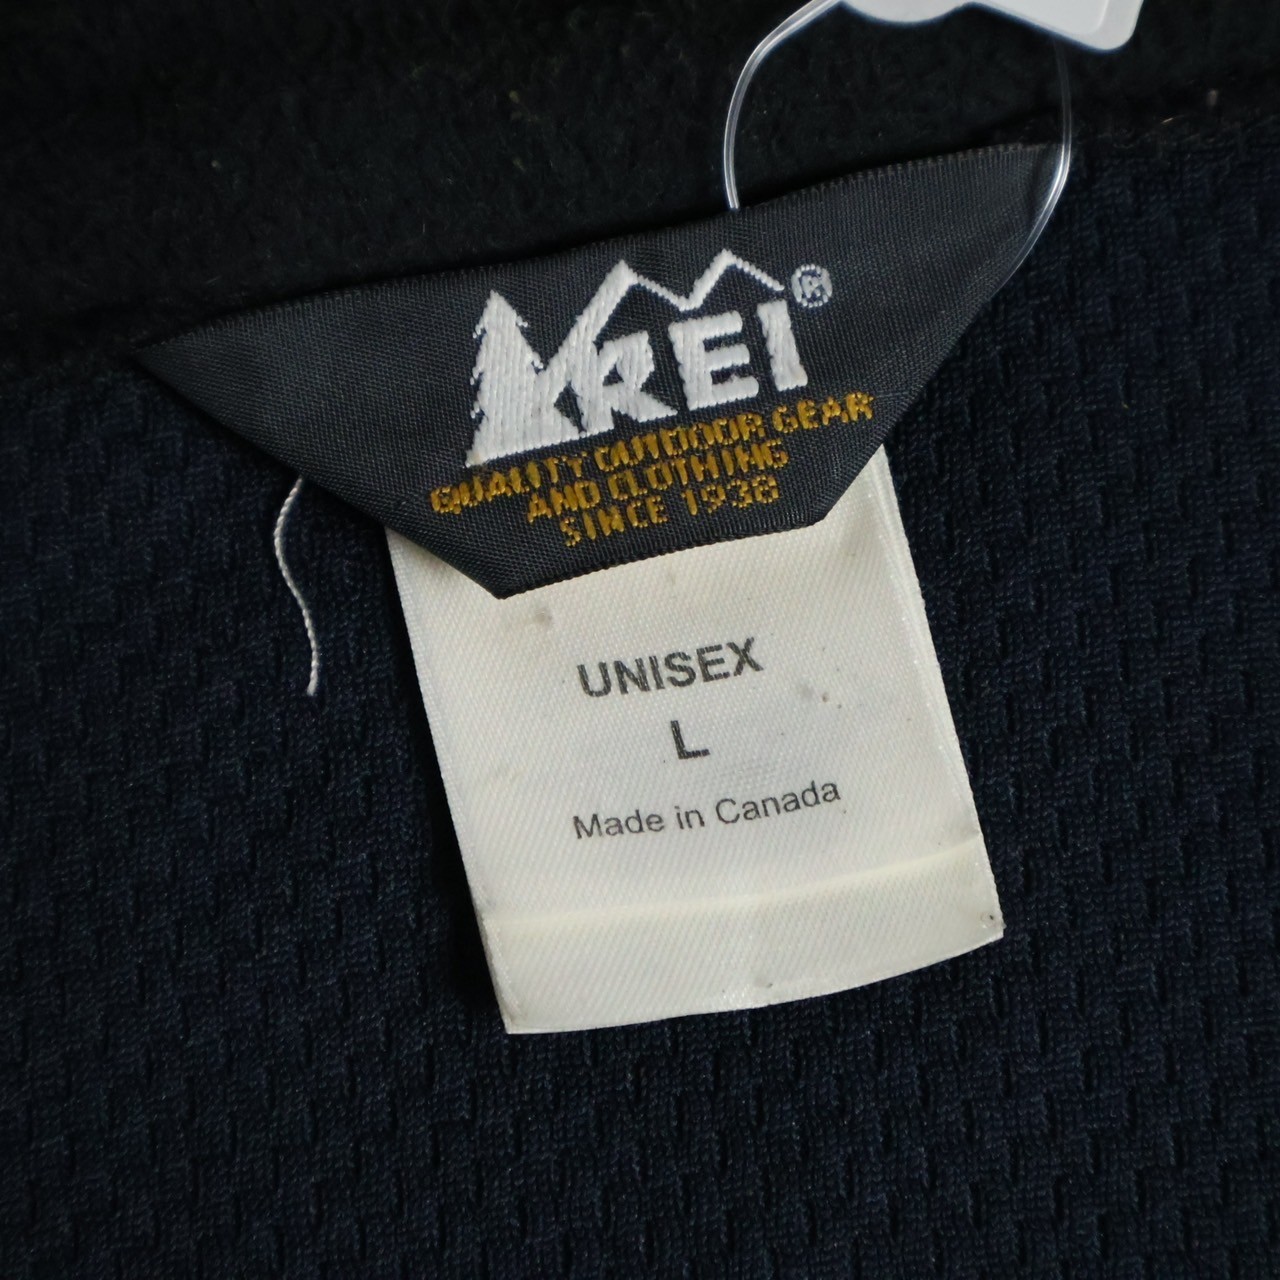 REI®
QUALITY OUTDOOR GEAR
AND CLOTHING
SINCE 1938
UNISEX
L
Made in Canada